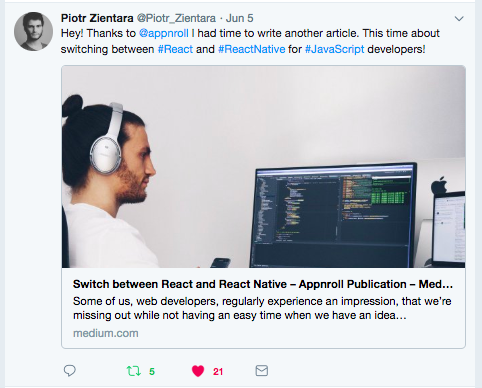 Piotr Zientara @Piotr_Zientara · Jun 5
Hey! Thanks to @appnroll I had time to write another article. This time about
switching between #React and #ReactNative for #JavaScript developers!
Switch between React and React Native – Appnroll Publication – Med...
Some of us, web developers, regularly experience an impression, that we're
missing out while not having an easy time when we have an idea...
medium.com
5
21